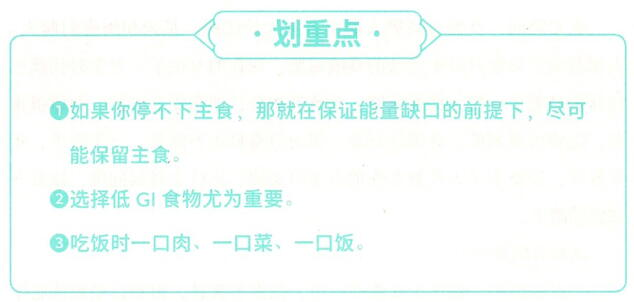 ·划重点·
❶如果你停不下主食，那就在保证能量缺口的前提下，尽可
能保留主食。
❷选择低 GI 食物尤为重要。
❸吃饭时一口肉、一口菜、一口饭。